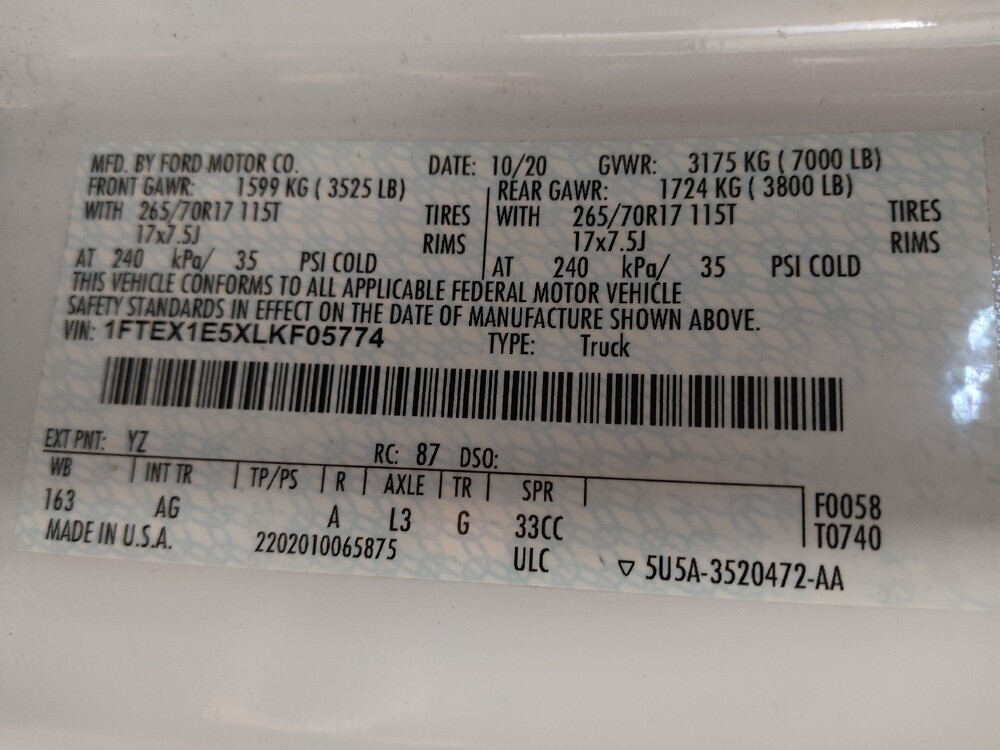 MFD. BY FORD MOTOR CO. DATE: 10/20 GVWR: 3175 KG ( 7000 LB)
FRONT GAWR: 1599 KG ( 3525 LB) REAR GAWR: 1724 KG ( 3800 LB)
WITH 265/70R17 115T TIRES WITH 265/70R17 115T TIRES
17x7.5J RIMS 17x7.5J RIMS
AT 240 kPa/ 35 PSI COLD AT 240 kPa/ 35 PSI COLD
THIS VEHICLE CONFORMS TO ALL APPLICABLE FEDERAL MOTOR VEHICLE
SAFETY STANDARDS IN EFFECT ON THE DATE OF MANUFACTURE SHOWN ABOVE.
VIN: 1FTEX1E5XLKF05774 TYPE: Truck
EXT PNT: YZ RC: 87 DSO:
WB INT TR TP/PS R AXLE TR SPR F0058
163 AG A L3 G 33CC T0740
MADE IN U.S.A. 2202010065875 ULC ▽ 5U5A-3520472-AA